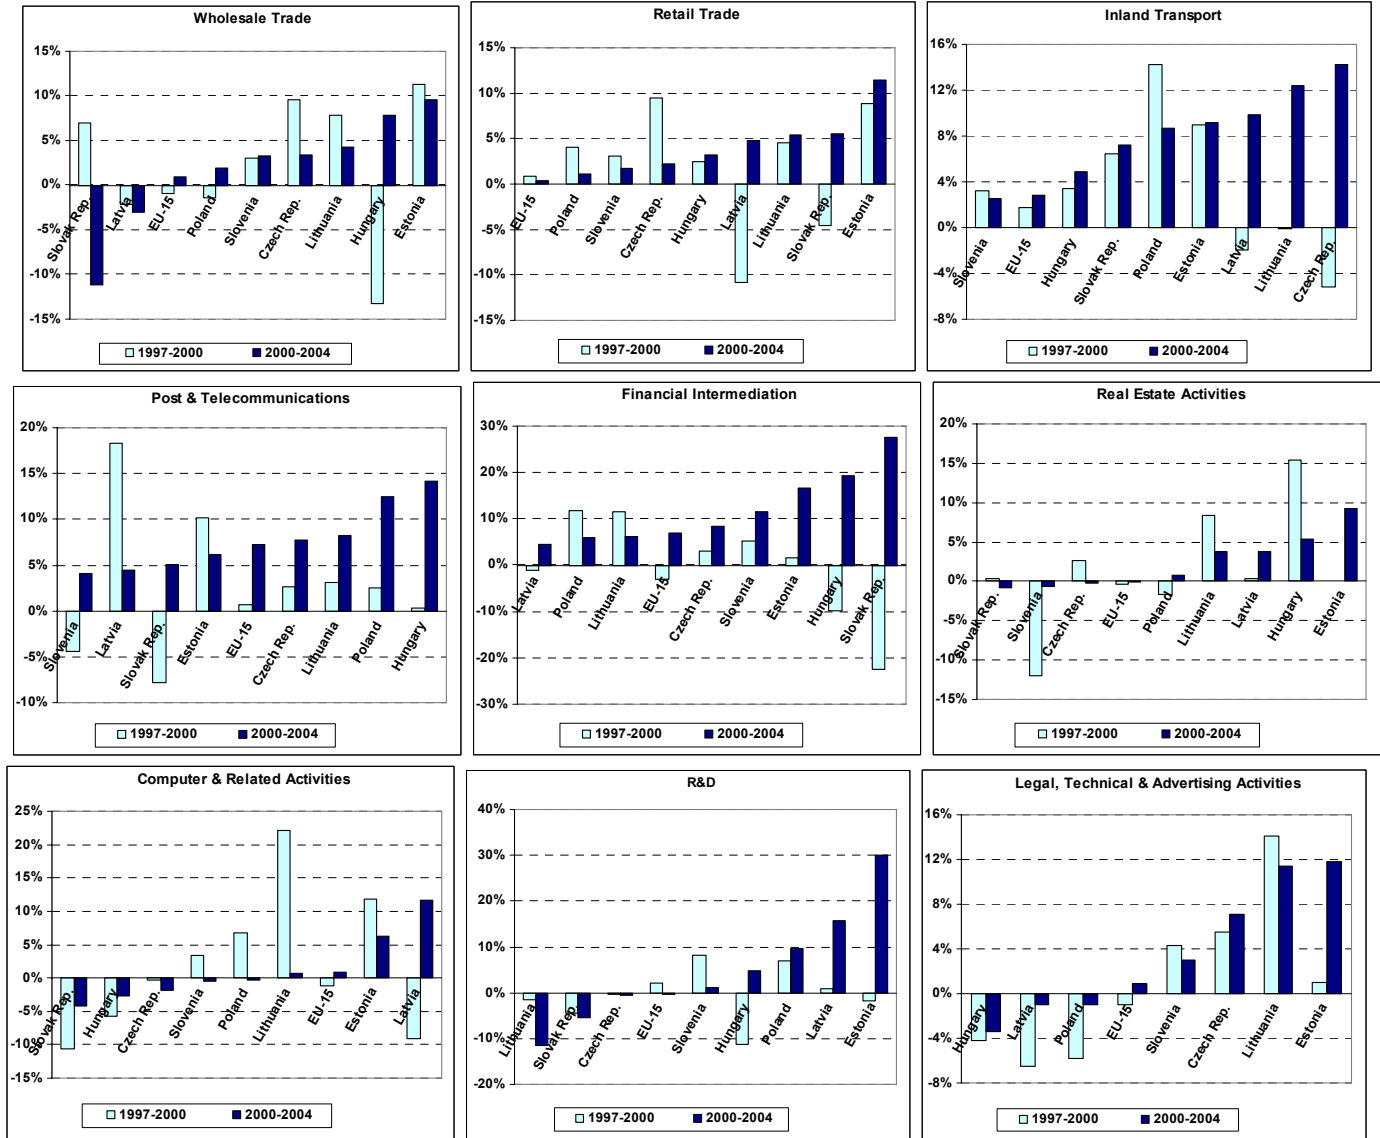 Wholesale Trade
15%
10%
5%
0%
-5%
-10%
-15%
Slovak Rep.
Latvia
EU-15
Poland
Slovenia
Czech Rep.
Lithuania
Hungary
Estonia
1997-2000 2000-2004
Retail Trade
15%
10%
5%
0%
-5%
-10%
-15%
EU-15
Poland
Slovenia
Czech Rep.
Hungary
Latvia
Lithuania
Slovak Rep.
Estonia
1997-2000 2000-2004
Inland Transport
16%
12%
8%
4%
0%
-4%
-8%
Slovenia
EU-15
Hungary
Slovak Rep.
Poland
Estonia
Latvia
Lithuania
Czech Rep.
1997-2000 2000-2004
Post & Telecommunications
20%
15%
10%
5%
0%
-5%
-10%
Slovenia
Latvia
Slovak Rep.
Estonia
EU-15
Czech Rep.
Lithuania
Poland
Hungary
1997-2000 2000-2004
Financial Intermediation
30%
20%
10%
0%
-10%
-20%
-30%
Latvia
Poland
Lithuania
EU-15
Czech Rep.
Slovenia
Estonia
Hungary
Slovak Rep.
1997-2000 2000-2004
Real Estate Activities
20%
15%
10%
5%
0%
-5%
-10%
-15%
Slovak Rep.
Slovenia
Czech Rep.
EU-15
Poland
Lithuania
Latvia
Hungary
Estonia
1997-2000 2000-2004
Computer & Related Activities
25%
20%
15%
10%
5%
0%
-5%
-10%
-15%
Slovak Rep.
Hungary
Czech Rep.
Slovenia
Poland
Lithuania
EU-15
Estonia
Latvia
1997-2000 2000-2004
R&D
40%
30%
20%
10%
0%
-10%
-20%
Lithuania
Slovak Rep.
Czech Rep.
EU-15
Slovenia
Hungary
Poland
Latvia
Estonia
1997-2000 2000-2004
Legal, Technical & Advertising Activities
16%
12%
8%
4%
0%
-4%
-8%
Hungary
Latvia
Poland
EU-15
Slovenia
Czech Rep.
Lithuania
Estonia
1997-2000 2000-2004